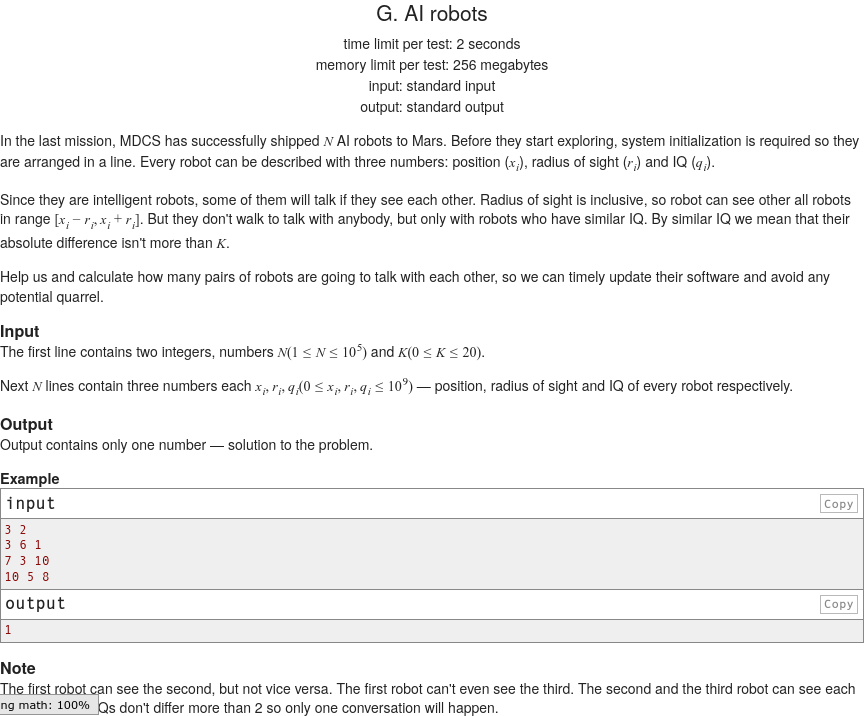 G. AI robots
time limit per test: 2 seconds
memory limit per test: 256 megabytes
input: standard input
output: standard output
In the last mission, MDCS has successfully shipped N AI robots to Mars. Before they start exploring, system initialization is required so they
are arranged in a line. Every robot can be described with three numbers: position (x_i), radius of sight (r_i) and IQ (q_i).
Since they are intelligent robots, some of them will talk if they see each other. Radius of sight is inclusive, so robot can see other all robots
in range [x_i − r_i, x_i + r_i]. But they don't walk to talk with anybody, but only with robots who have similar IQ. By similar IQ we mean that their
absolute difference isn't more than K.
Help us and calculate how many pairs of robots are going to talk with each other, so we can timely update their software and avoid any
potential quarrel.
Input
The first line contains two integers, numbers N(1 ≤ N ≤ 10^5) and K(0 ≤ K ≤ 20).
Next N lines contain three numbers each x_i, r_i, q_i(0 ≤ x_i, r_i, q_i ≤ 10^9) — position, radius of sight and IQ of every robot respectively.
Output
Output contains only one number — solution to the problem.
Example
input
Copy
3 2
3 6 1
7 3 10
10 5 8
output
Copy
1
Note
The first robot can see the second, but not vice versa. The first robot can't even see the third. The second and the third robot can see each
ng math: 100% Qs don't differ more than 2 so only one conversation will happen.